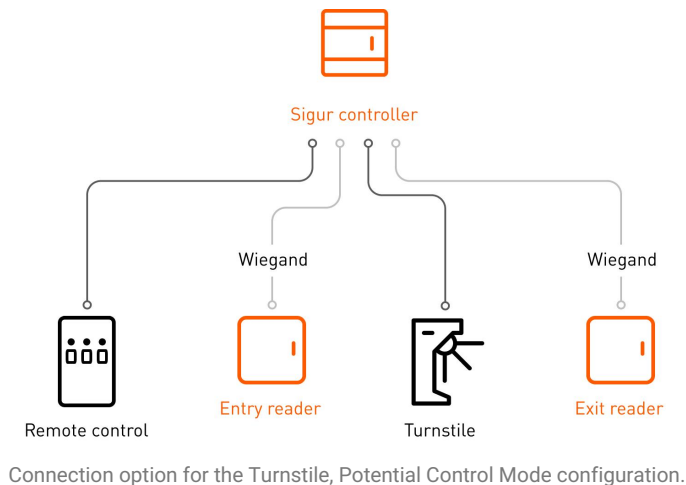 Sigur controller
Wiegand
Wiegand
Entry reader
Exit reader
Remote control
Turnstile
Connection option for the Turnstile, Potential Control Mode configuration.